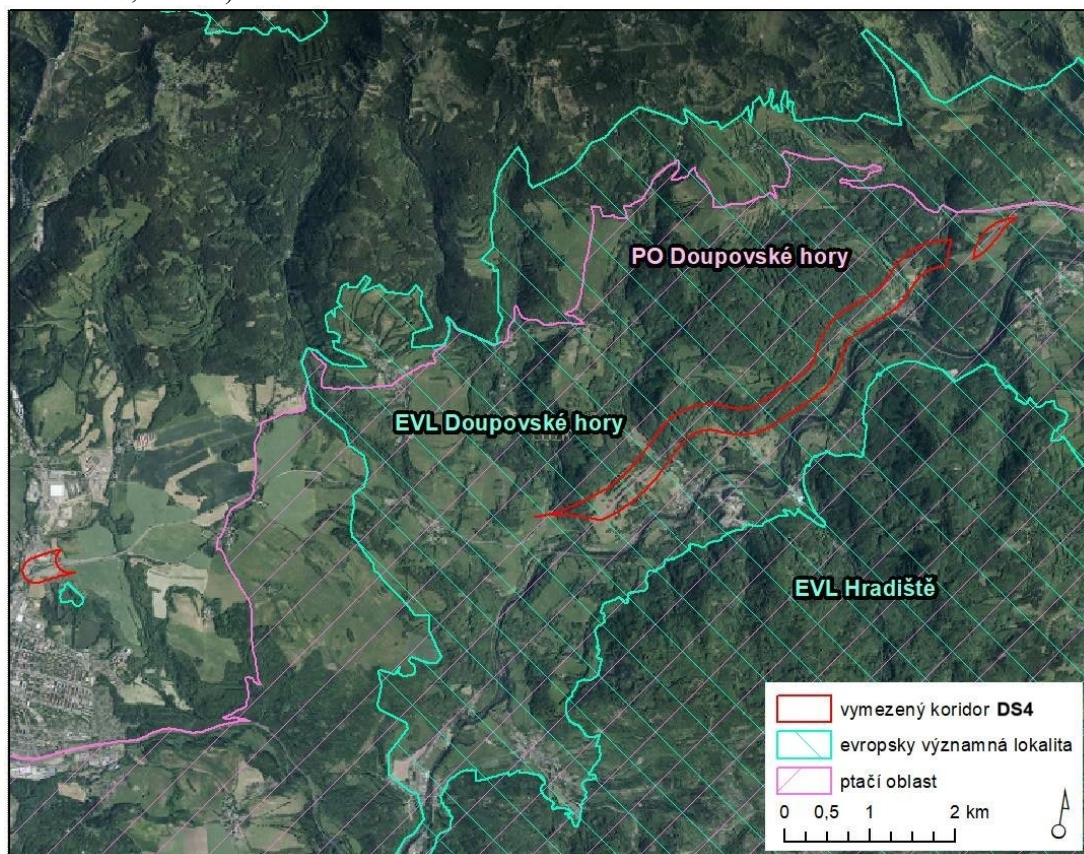 PO Doupovské hory
EVL Doupovské hory
EVL Hradiště
vymezený koridor DS4
evropsky významná lokalita
ptačí oblast
0 0,5 1 2 km